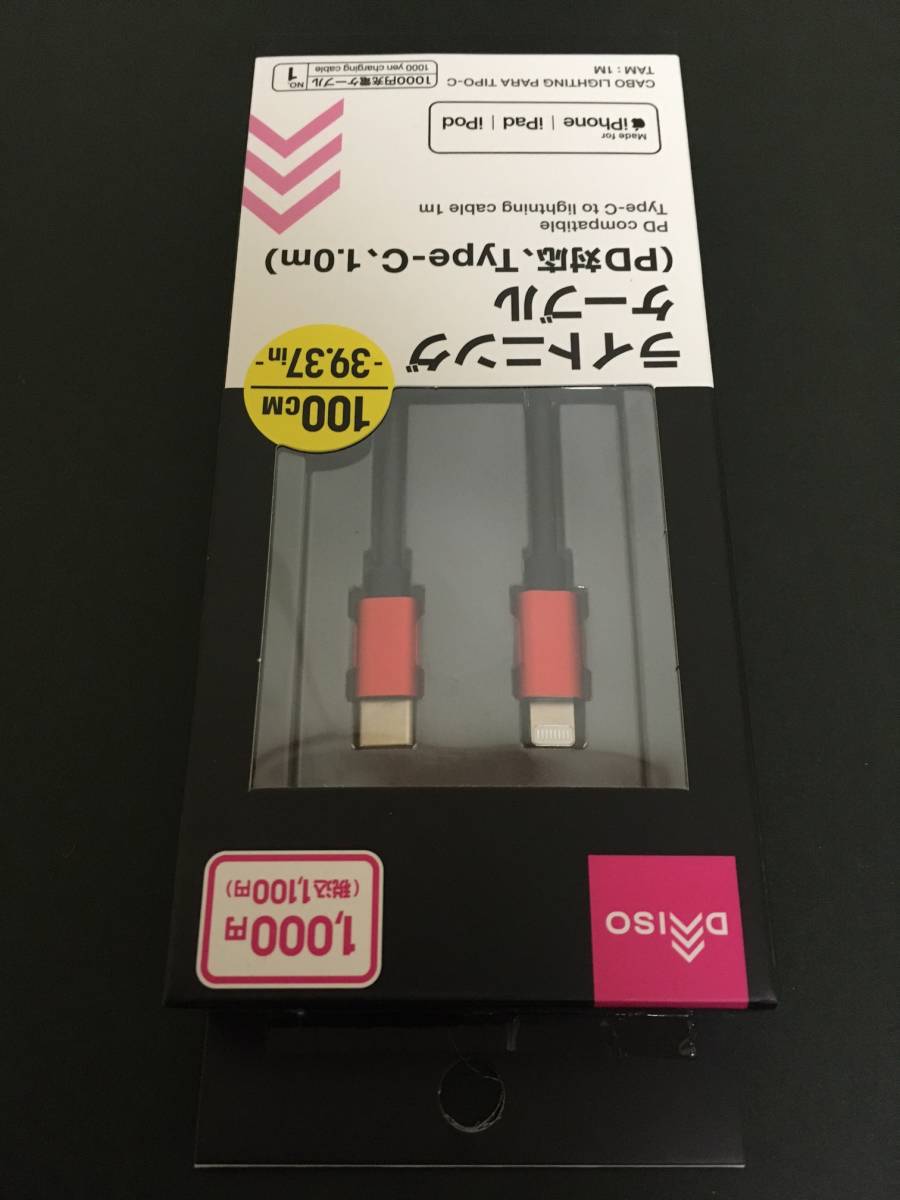 DAISO
1,000円
(税込1,100円)
100CM
-39.37in-
ライトニング
ケーブル
(PD対応、Type-C、1.0m)
PD compatible
Type-C to lightning cable 1m
Made for
iPhone | iPad | iPod
CABO LIGHTING PARA TIPO-C
TAM : 1M
1000円充電ケーブル
1000 yen charging cable
NO.
1